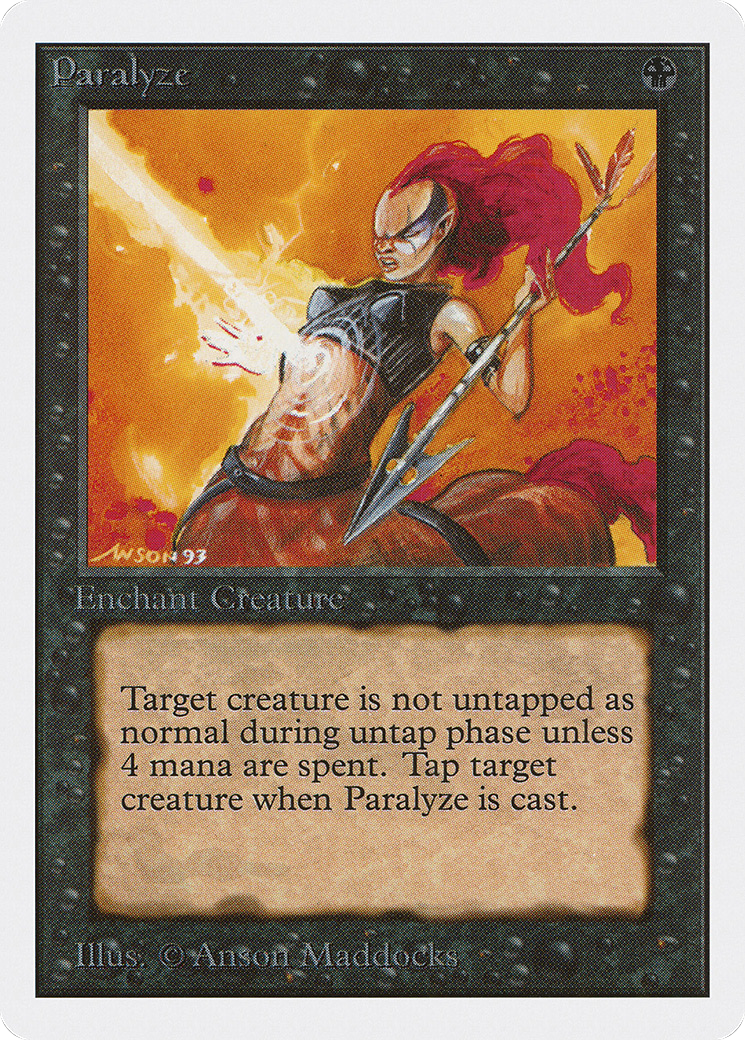 Paralyze
ANSON 93
Enchant Creature
Target creature is not untapped as
normal during untap phase unless
4 mana are spent. Tap target
creature when Paralyze is cast.
Illus. © Anson Maddocks